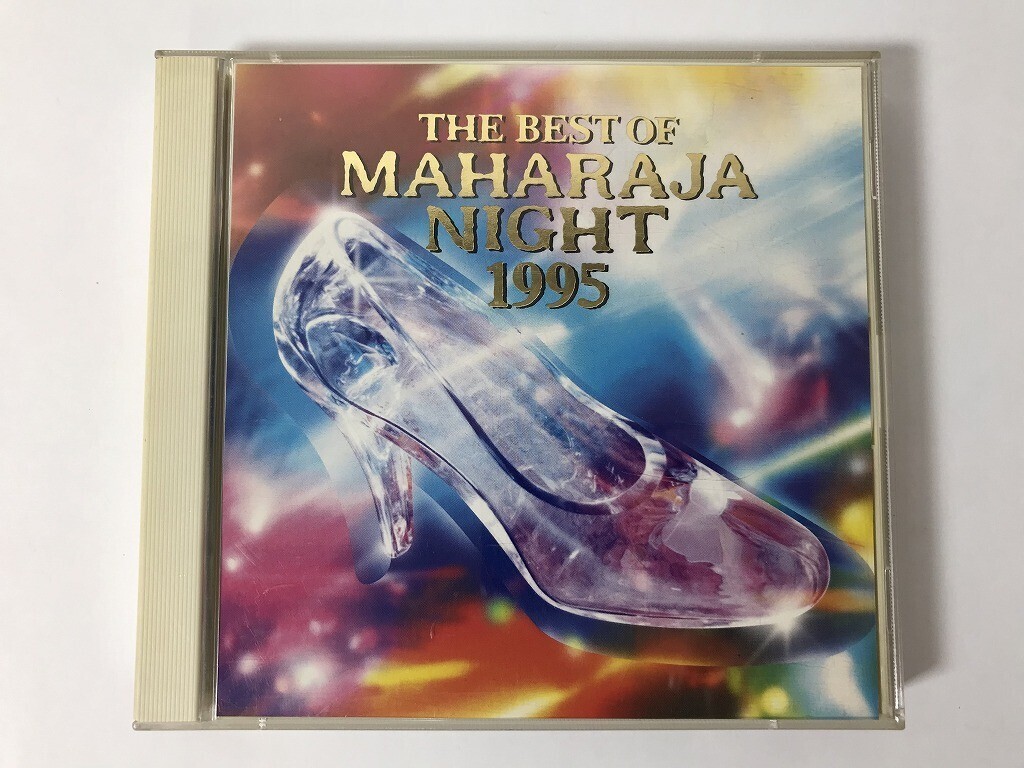 THE BEST OF
MAHARAJA
NIGHT
1995